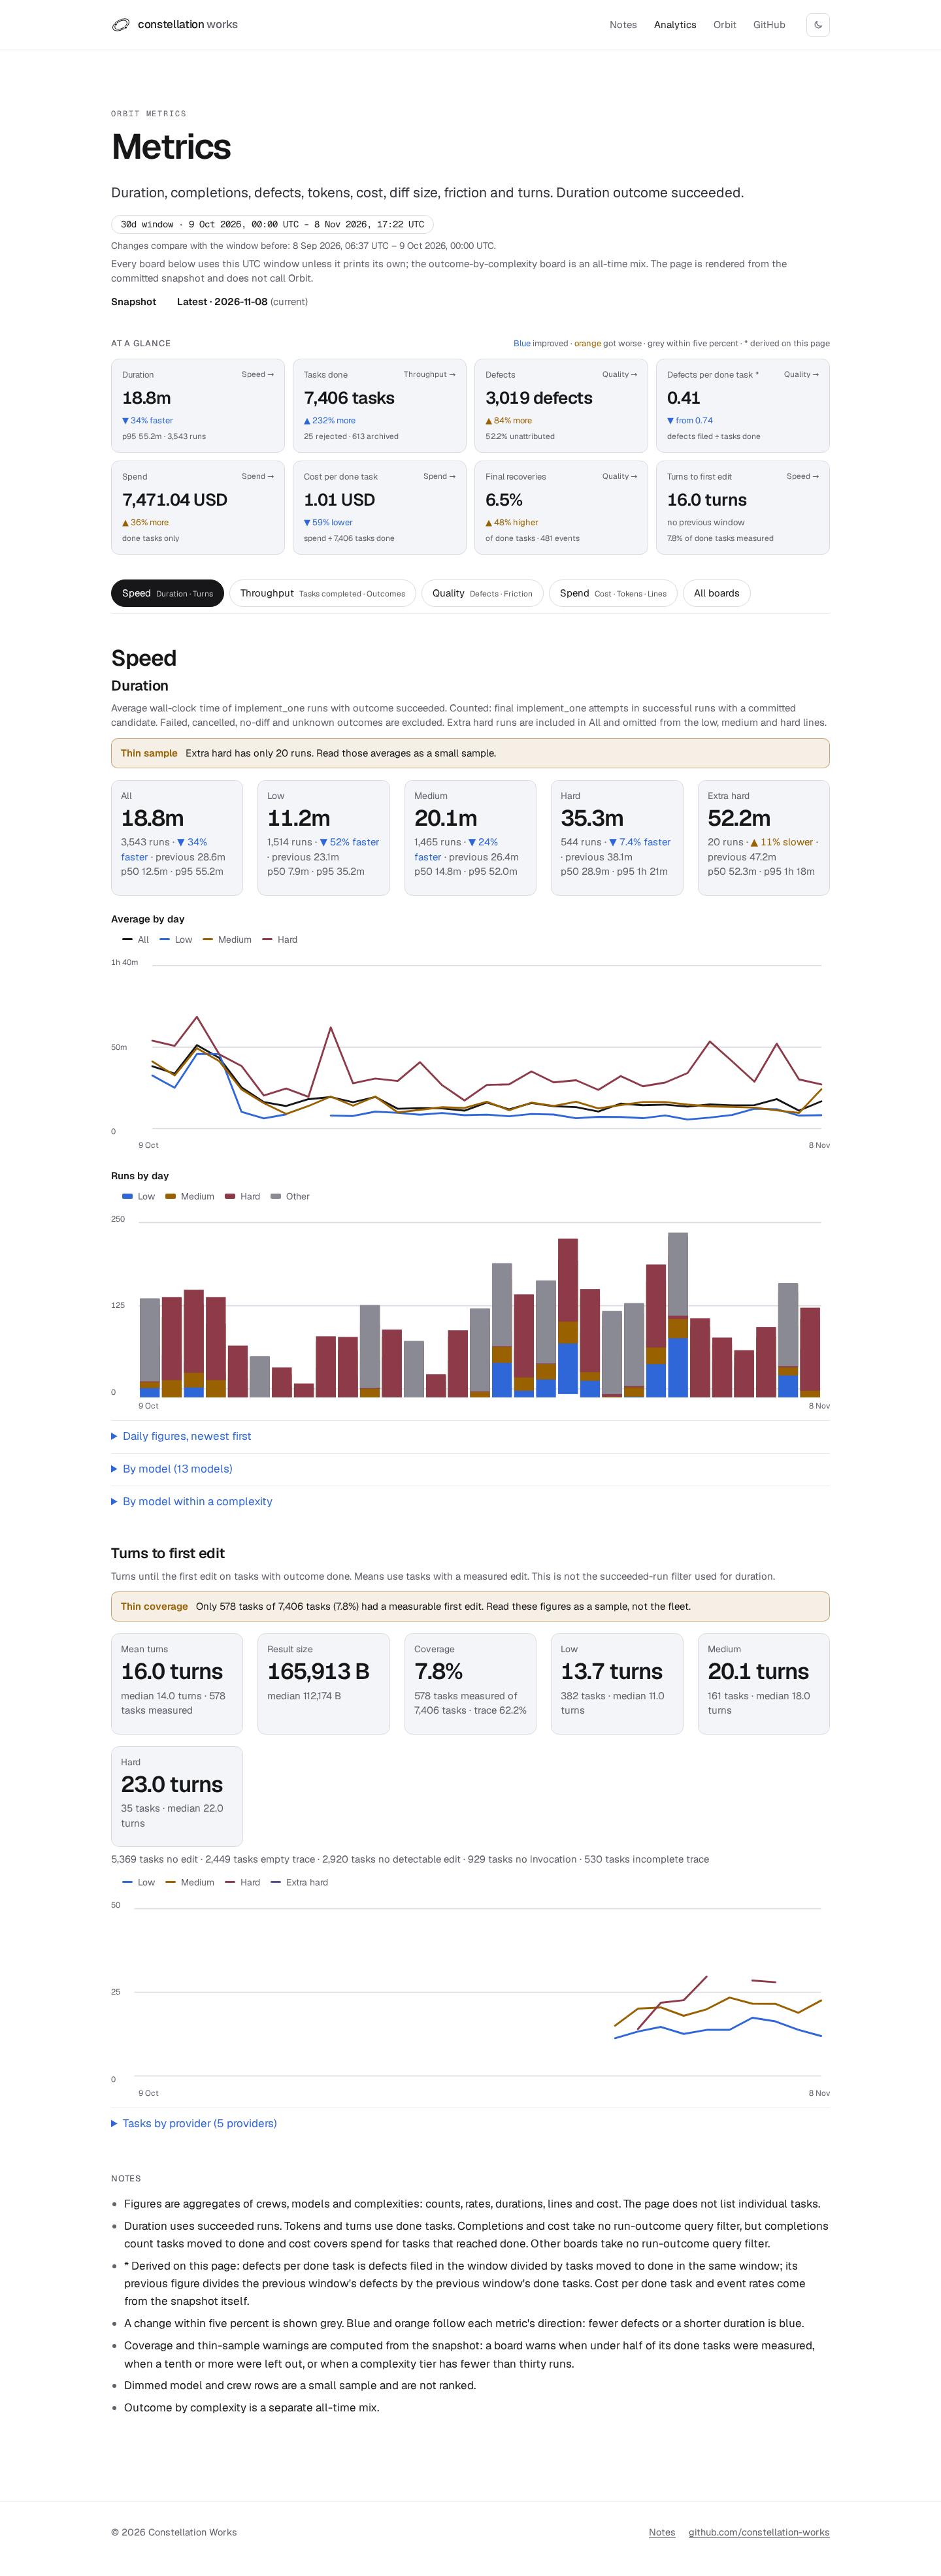 constellation works
Notes Analytics Orbit GitHub
ORBIT METRICS
Metrics
Duration, completions, defects, tokens, cost, diff size, friction and turns. Duration outcome succeeded.
30d window · 9 Oct 2026, 00:00 UTC – 8 Nov 2026, 17:22 UTC
Changes compare with the window before: 8 Sep 2026, 06:37 UTC – 9 Oct 2026, 00:00 UTC.
Every board below uses this UTC window unless it prints its own; the outcome-by-complexity board is an all-time mix. The page is rendered from the
committed snapshot and does not call Orbit.
Snapshot Latest · 2026-11-08 (current)
AT A GLANCE
Blue improved · orange got worse · grey within five percent · * derived on this page
Duration Speed →
18.8m
▼ 34% faster
p95 55.2m · 3,543 runs
Tasks done Throughput →
7,406 tasks
▲ 232% more
25 rejected · 613 archived
Defects Quality →
3,019 defects
▲ 84% more
52.2% unattributed
Defects per done task * Quality →
0.41
▼ from 0.74
defects filed ÷ tasks done
Spend Spend →
7,471.04 USD
▲ 36% more
done tasks only
Cost per done task Spend →
1.01 USD
▼ 59% lower
spend ÷ 7,406 tasks done
Final recoveries Quality →
6.5%
▲ 48% higher
of done tasks · 481 events
Turns to first edit Speed →
16.0 turns
no previous window
7.8% of done tasks measured
Speed Duration · Turns
Throughput Tasks completed · Outcomes
Quality Defects · Friction
Spend Cost · Tokens · Lines
All boards
Speed
Duration
Average wall-clock time of implement_one runs with outcome succeeded. Counted: final implement_one attempts in successful runs with a committed
candidate. Failed, cancelled, no-diff and unknown outcomes are excluded. Extra hard runs are included in All and omitted from the low, medium and hard lines.
Thin sample Extra hard has only 20 runs. Read those averages as a small sample.
All
18.8m
3,543 runs · ▼ 34%
faster · previous 28.6m
p50 12.5m · p95 55.2m
Low
11.2m
1,514 runs · ▼ 52% faster
· previous 23.1m
p50 7.9m · p95 35.2m
Medium
20.1m
1,465 runs · ▼ 24%
faster · previous 26.4m
p50 14.8m · p95 52.0m
Hard
35.3m
544 runs · ▼ 7.4% faster
· previous 38.1m
p50 28.9m · p95 1h 21m
Extra hard
52.2m
20 runs · ▲ 11% slower ·
previous 47.2m
p50 52.3m · p95 1h 18m
Average by day
All Low Medium Hard
1h 40m
50m
0
9 Oct 8 Nov
Runs by day
Low Medium Hard Other
250
125
0
9 Oct 8 Nov
▶ Daily figures, newest first
▶ By model (13 models)
▶ By model within a complexity
Turns to first edit
Turns until the first edit on tasks with outcome done. Means use tasks with a measured edit. This is not the succeeded-run filter used for duration.
Thin coverage Only 578 tasks of 7,406 tasks (7.8%) had a measurable first edit. Read these figures as a sample, not the fleet.
Mean turns
16.0 turns
median 14.0 turns · 578
tasks measured
Result size
165,913 B
median 112,174 B
Coverage
7.8%
578 tasks measured of
7,406 tasks · trace 62.2%
Low
13.7 turns
382 tasks · median 11.0
turns
Medium
20.1 turns
161 tasks · median 18.0
turns
Hard
23.0 turns
35 tasks · median 22.0
turns
5,369 tasks no edit · 2,449 tasks empty trace · 2,920 tasks no detectable edit · 929 tasks no invocation · 530 tasks incomplete trace
Low Medium Hard Extra hard
50
25
0
9 Oct 8 Nov
▶ Tasks by provider (5 providers)
NOTES
• Figures are aggregates of crews, models and complexities: counts, rates, durations, lines and cost. The page does not list individual tasks.
• Duration uses succeeded runs. Tokens and turns use done tasks. Completions and cost take no run-outcome query filter, but completions
count tasks moved to done and cost covers spend for tasks that reached done. Other boards take no run-outcome query filter.
• * Derived on this page: defects per done task is defects filed in the window divided by tasks moved to done in the same window; its
previous figure divides the previous window's defects by the previous window's done tasks. Cost per done task and event rates come
from the snapshot itself.
• A change within five percent is shown grey. Blue and orange follow each metric's direction: fewer defects or a shorter duration is blue.
• Coverage and thin-sample warnings are computed from the snapshot: a board warns when under half of its done tasks were measured,
when a tenth or more were left out, or when a complexity tier has fewer than thirty runs.
• Dimmed model and crew rows are a small sample and are not ranked.
• Outcome by complexity is a separate all-time mix.
© 2026 Constellation Works
Notes github.com/constellation-works